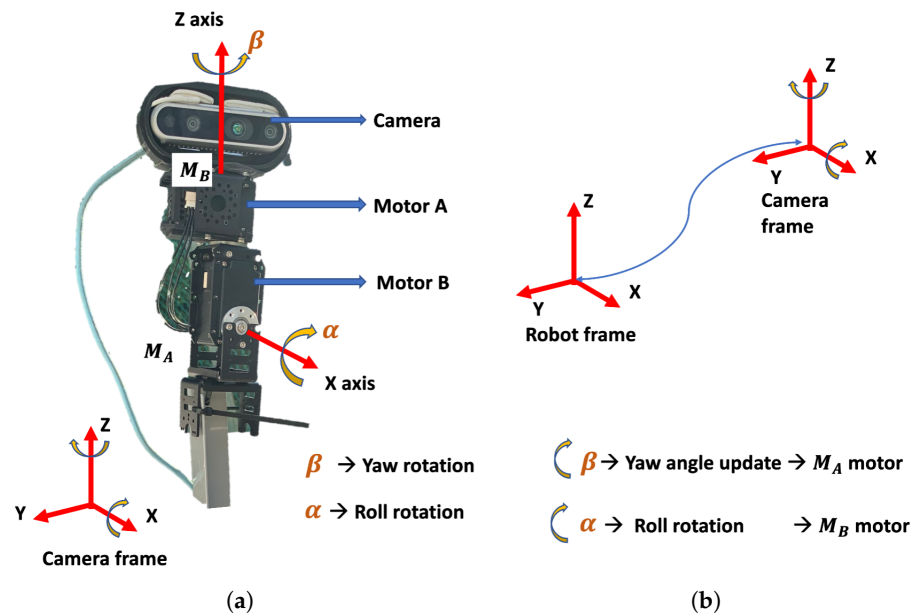 Z axis
β
Camera
M_B
Motor A
Motor B
α
M_A
X axis
Z
Y
X
Camera frame
β → Yaw rotation
α → Roll rotation
(a)
Z
Y
X
Camera
frame
Z
Y
X
Robot frame
β → Yaw angle update → M_A motor
α → Roll rotation → M_B motor
(b)